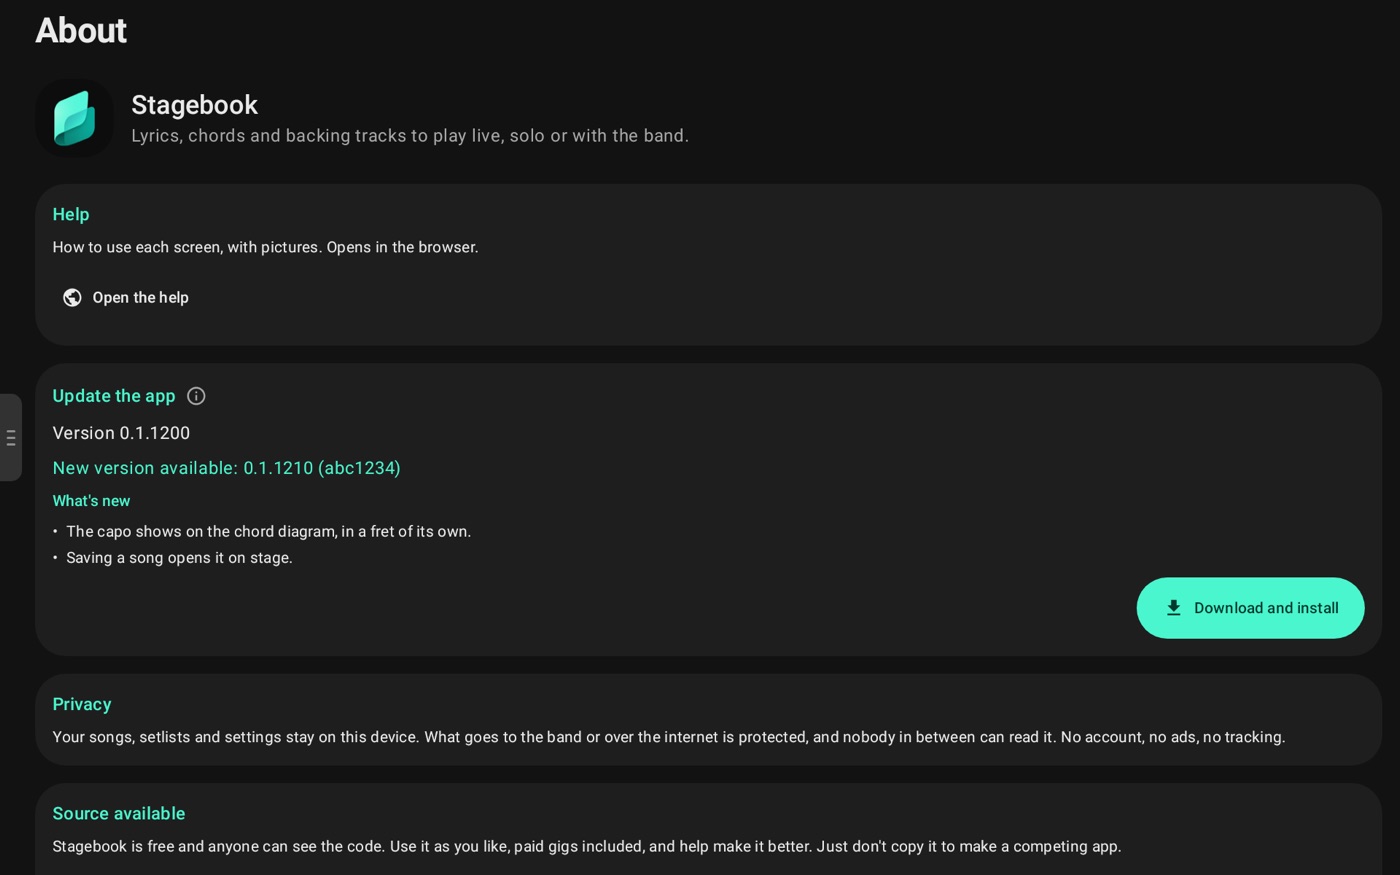 About
Stagebook
Lyrics, chords and backing tracks to play live, solo or with the band.
Help
How to use each screen, with pictures. Opens in the browser.
Open the help
Update the app
Version 0.1.1200
New version available: 0.1.1210 (abc1234)
What's new
• The capo shows on the chord diagram, in a fret of its own.
• Saving a song opens it on stage.
Download and install
Privacy
Your songs, setlists and settings stay on this device. What goes to the band or over the internet is protected, and nobody in between can read it. No account, no ads, no tracking.
Source available
Stagebook is free and anyone can see the code. Use it as you like, paid gigs included, and help make it better. Just don't copy it to make a competing app.